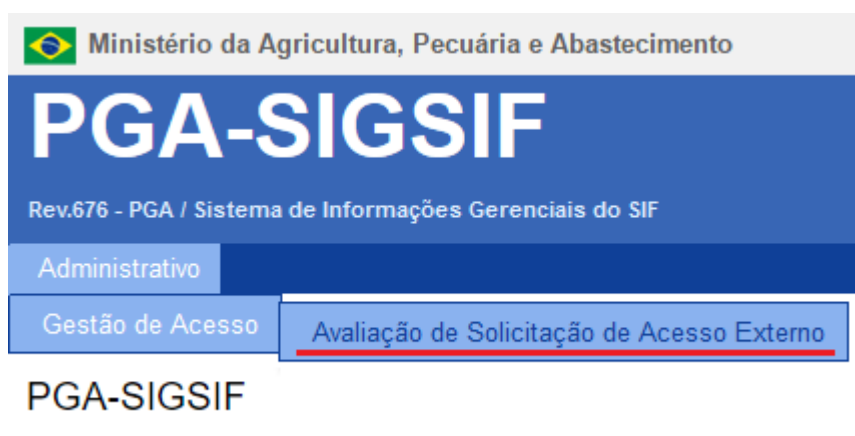 Ministério da Agricultura, Pecuária e Abastecimento
PGA-SIGSIF
Rev.676 - PGA / Sistema de Informações Gerenciais do SIF
Administrativo
Gestão de Acesso
Avaliação de Solicitação de Acesso Externo
PGA-SIGSIF